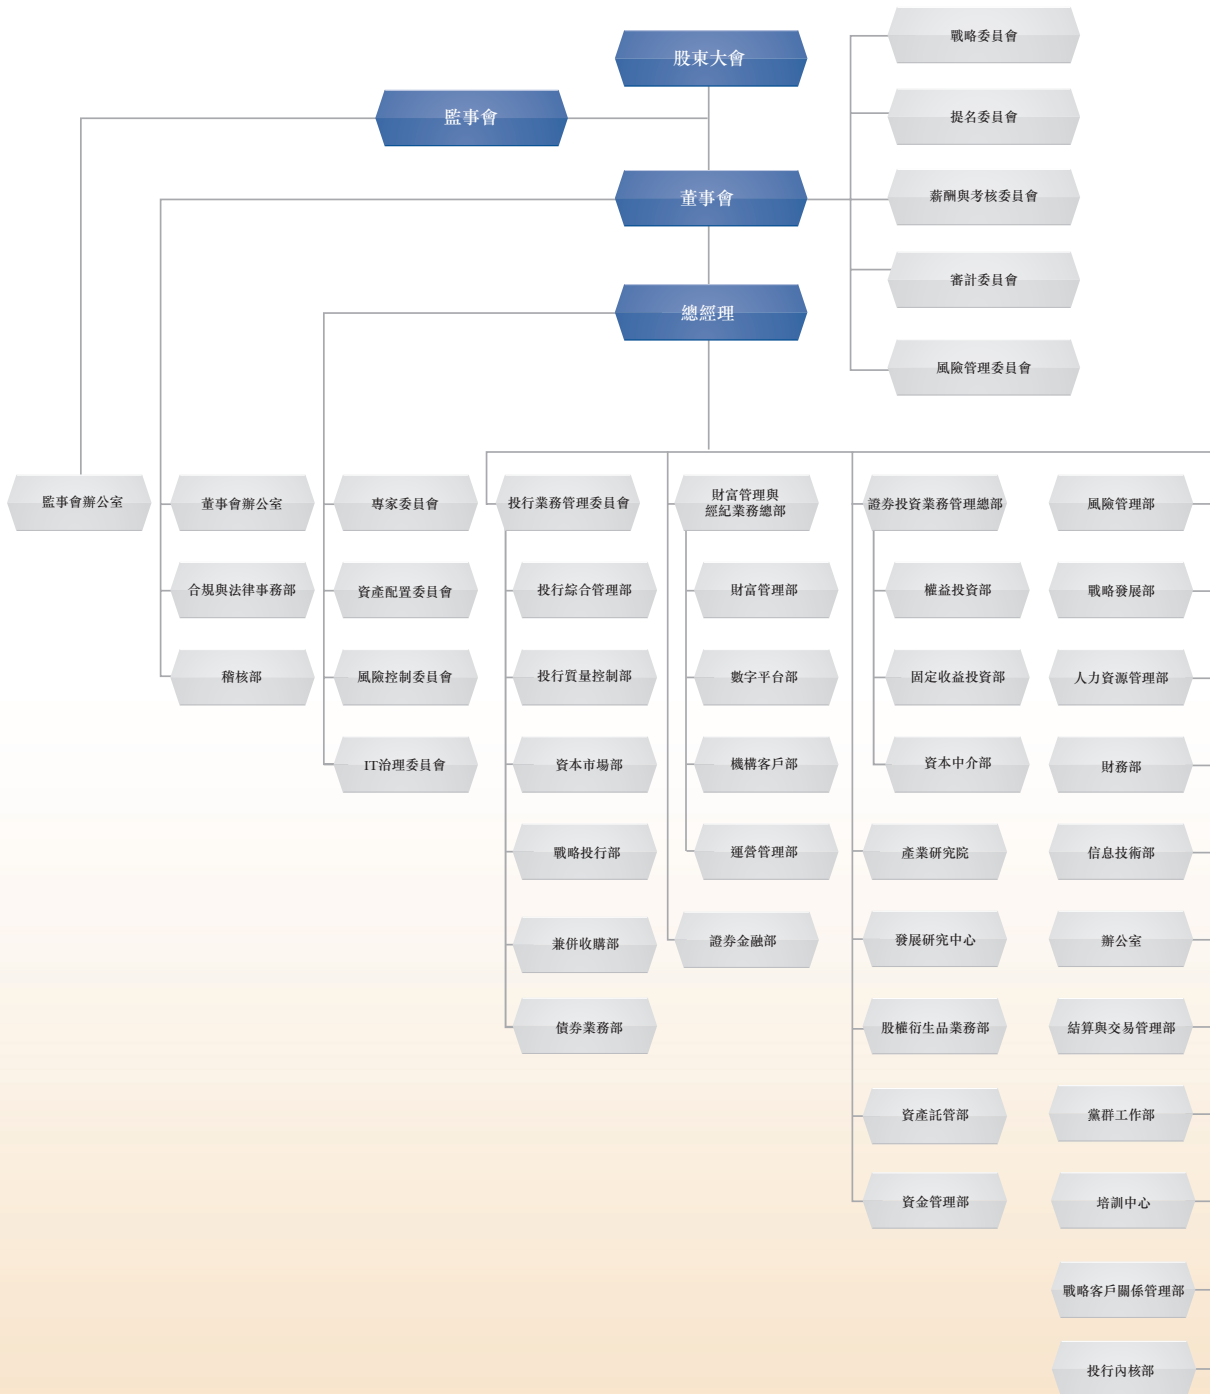 股東大會
監事會
董事會
總經理
戰略委員會
提名委員會
薪酬與考核委員會
審計委員會
風險管理委員會
監事會辦公室
董事會辦公室
合規與法律事務部
稽核部
專家委員會
資產配置委員會
風險控制委員會
IT治理委員會
投行業務管理委員會
投行綜合管理部
投行質量控制部
資本市場部
戰略投行部
兼併收購部
債券業務部
財富管理與
經紀業務總部
財富管理部
數字平台部
機構客戶部
運營管理部
證券金融部
證券投資業務管理總部
權益投資部
固定收益投資部
資本中介部
產業研究院
發展研究中心
股權衍生品業務部
資產託管部
資金管理部
風險管理部
戰略發展部
人力資源管理部
財務部
信息技術部
辦公室
結算與交易管理部
黨群工作部
培訓中心
戰略客戶關係管理部
投行內核部